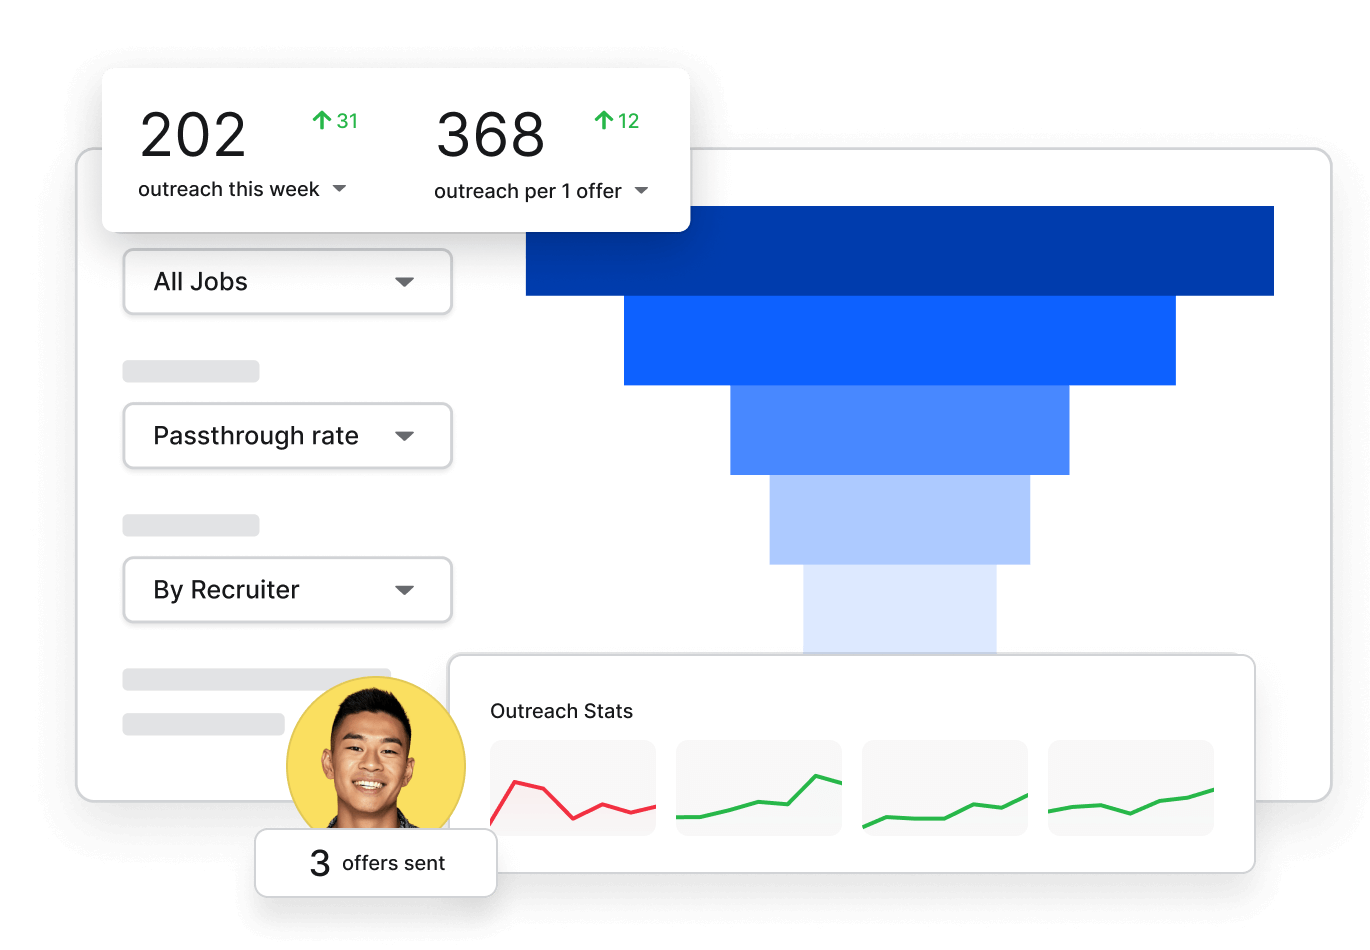 202 ↑31
outreach this week
368 ↑12
outreach per 1 offer
All Jobs
Passthrough rate
By Recruiter
Outreach Stats
3 offers sent